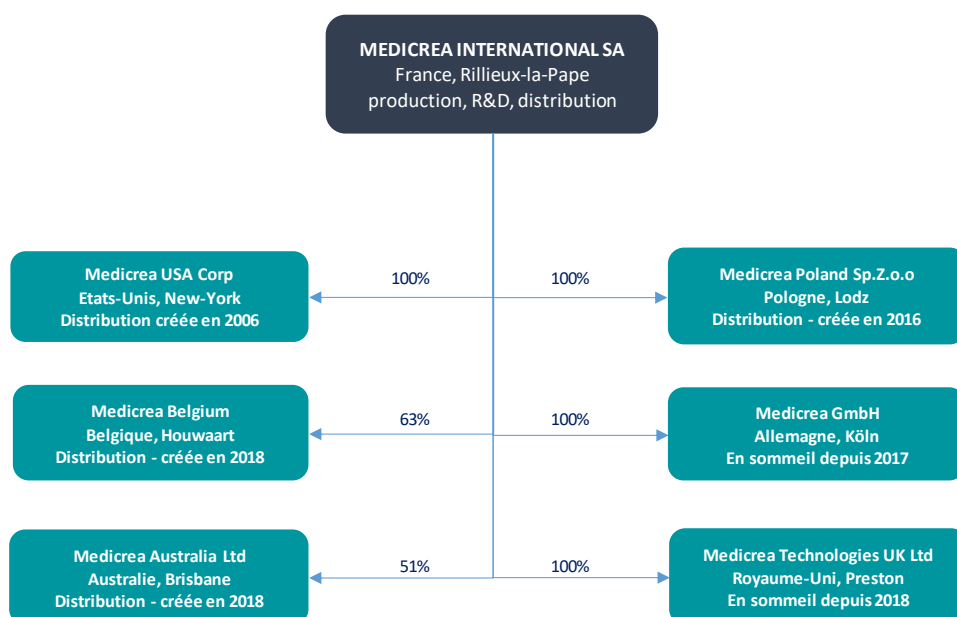 MEDICREA INTERNATIONAL SA
France, Rillieux-la-Pape
production, R&D, distribution
Medicrea USA Corp
Etats-Unis, New-York
Distribution créée en 2006
100%
100%
Medicrea Poland Sp.Z.o.o
Pologne, Lodz
Distribution - créée en 2016
Medicrea Belgium
Belgique, Houwaart
Distribution - créée en 2018
63%
100%
Medicrea GmbH
Allemagne, Köln
En sommeil depuis 2017
Medicrea Australia Ltd
Australie, Brisbane
Distribution - créée en 2018
51%
100%
Medicrea Technologies UK Ltd
Royaume-Uni, Preston
En sommeil depuis 2018